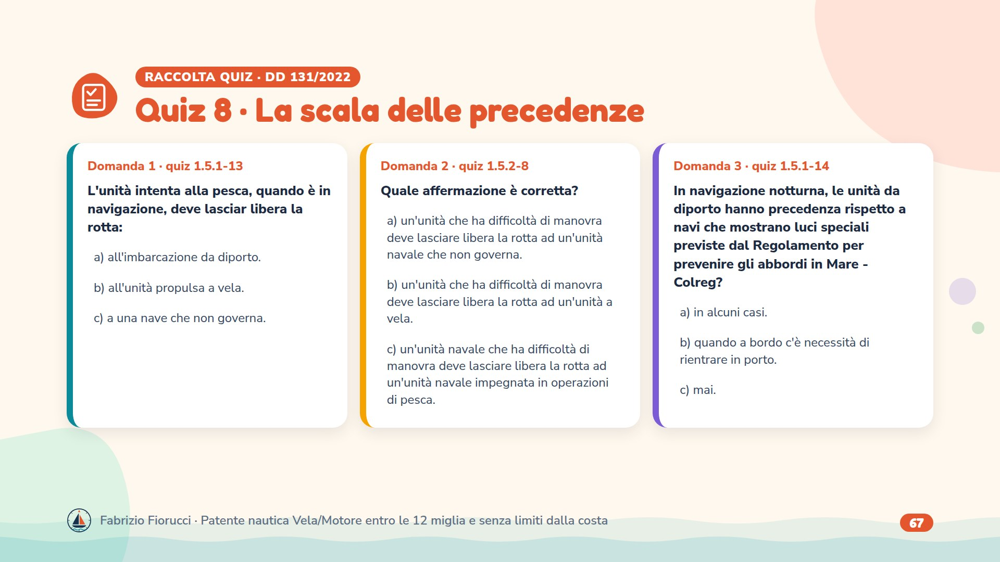 RACCOLTA QUIZ · DD 131/2022
Quiz 8 · La scala delle precedenze
Domanda 1 · quiz 1.5.1-13
L'unità intenta alla pesca, quando è in
navigazione, deve lasciar libera la
rotta:
a) all'imbarcazione da diporto.
b) all'unità propulsa a vela.
c) a una nave che non governa.
Domanda 2 · quiz 1.5.2-8
Quale affermazione è corretta?
a) un'unità che ha difficoltà di manovra
deve lasciare libera la rotta ad un'unità
navale che non governa.
b) un'unità che ha difficoltà di manovra
deve lasciare libera la rotta ad un'unità a
vela.
c) un'unità navale che ha difficoltà di
manovra deve lasciare libera la rotta ad
un'unità navale impegnata in operazioni
di pesca.
Domanda 3 · quiz 1.5.1-14
In navigazione notturna, le unità da
diporto hanno precedenza rispetto a
navi che mostrano luci speciali
previste dal Regolamento per
prevenire gli abbordi in Mare -
Colreg?
a) in alcuni casi.
b) quando a bordo c'è necessità di
rientrare in porto.
c) mai.
Fabrizio Fiorucci · Patente nautica Vela/Motore entro le 12 miglia e senza limiti dalla costa
67